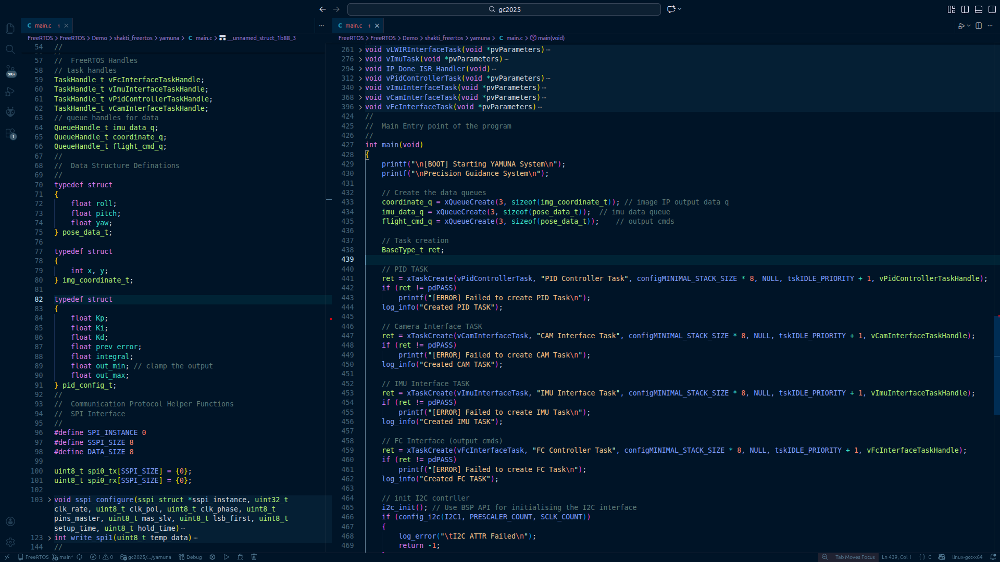 gc2025
C main.c 1
FreeRTOS > FreeRTOS > Demo > shakti_freertos > yamuna > C main.c > __unnamed_struct_1b88_3
54 //
57 //  FreeRTOS Handles
58 // task handles
59 TaskHandle_t vFcInterfaceTaskHandle;
60 TaskHandle_t vImuInterfaceTaskHandle;
61 TaskHandle_t vPidControllerTaskHandle;
62 TaskHandle_t vCamInterfaceTaskHandle;
63 // queue handles for data
64 QueueHandle_t imu_data_q;
65 QueueHandle_t coordinate_q;
66 QueueHandle_t flight_cmd_q;
67 //
68 //  Data Structure Definations
69 //
70 typedef struct
71 {
72     float roll;
73     float pitch;
74     float yaw;
75 } pose_data_t;
76
77 typedef struct
78 {
79     int x, y;
80 } img_coordinate_t;
81
82 typedef struct
83 {
84     float Kp;
85     float Ki;
86     float Kd;
87     float prev_error;
88     float integral;
89     float out_min; // clamp the output
90     float out_max;
91 } pid_config_t;
92 //
93 //  Communication Protocol Helper Functions
94 //  SPI Interface
95 //
96 #define SPI_INSTANCE 0
97 #define SSPI_SIZE 8
98 #define DATA_SIZE 8
99
100 uint8_t spi0_tx[SSPI_SIZE] = {0};
101 uint8_t spi0_rx[SSPI_SIZE] = {0};
102
103 > void sspi_configure(sspi_struct *sspi_instance, uint32_t
clk_rate, uint8_t clk_pol, uint8_t clk_phase, uint8_t
pins_master, uint8_t mas_slv, uint8_t lsb_first, uint8_t
setup_time, uint8_t hold_time)⋯
123 > int write_spi1(uint8_t temp_data)⋯
144 //
C main.c 1
FreeRTOS > FreeRTOS > Demo > shakti_freertos > yamuna > C main.c > main(void)
261 > void vLWIRInterfaceTask(void *pvParameters)⋯
276 > void vImuTask(void *pvParameters)⋯
294 > void IP_Done_ISR_Handler(void)⋯
312 > void vPidControllerTask(void *pvParameters)⋯
340 > void vImuInterfaceTask(void *pvParameters)⋯
368 > void vCamInterfaceTask(void *pvParameters)⋯
396 > void vFcInterfaceTask(void *pvParameters)⋯
424 //
425 //  Main Entry point of the program
426 //
427 int main(void)
428 {
429     printf("\n[BOOT] Starting YAMUNA System\n");
430     printf("\nPrecision Guidance System\n");
431
432     // Create the data queues
433     coordinate_q = xQueueCreate(3, sizeof(img_coordinate_t)); // image IP output data q
434     imu_data_q = xQueueCreate(3, sizeof(pose_data_t));  // imu data queue
435     flight_cmd_q = xQueueCreate(3, sizeof(pose_data_t));    // output cmds
436
437     // Task creation
438     BaseType_t ret;
439
440     // PID TASK
441     ret = xTaskCreate(vPidControllerTask, "PID Controller Task", configMINIMAL_STACK_SIZE * 8, NULL, tskIDLE_PRIORITY + 1, vPidControllerTaskHandle);
442     if (ret != pdPASS)
443         printf("[ERROR] Failed to create PID Task\n");
444     log_info("Created PID TASK");
445
446     // Camera Interface TASK
447     ret = xTaskCreate(vCamInterfaceTask, "CAM Interface Task", configMINIMAL_STACK_SIZE * 8, NULL, tskIDLE_PRIORITY + 1, vCamInterfaceTaskHandle);
448     if (ret != pdPASS)
449         printf("[ERROR] Failed to create CAM Task\n");
450     log_info("Created CAM TASK");
451
452     // IMU Interface TASK
453     ret = xTaskCreate(vImuInterfaceTask, "IMU Interface Task", configMINIMAL_STACK_SIZE * 8, NULL, tskIDLE_PRIORITY + 1, vImuInterfaceTaskHandle);
454     if (ret != pdPASS)
455         printf("[ERROR] Failed to create IMU Task\n");
456     log_info("Created IMU TASK");
457
458     // FC Interface (output cmds)
459     ret = xTaskCreate(vFcInterfaceTask, "FC Controller Task", configMINIMAL_STACK_SIZE * 8, NULL, tskIDLE_PRIORITY + 1, vFcInterfaceTaskHandle);
460     if (ret != pdPASS)
461         printf("[ERROR] Failed to create FC Task\n");
462     log_info("Created FC TASK");
463
464     // init I2C contrller
465     i2c_init(); // Use BSP API for initialising the I2C interface
466     if (config_i2c(I2C1, PRESCALER_COUNT, SCLK_COUNT))
467     {
468         log_error("\tI2C ATTR Failed\n");
469         return -1;
9K+
1
FreeRTOS main* 1 0 gc2025/.../yamuna Debug
Tab Moves Focus Ln 439, Col 1 { } C linux-gcc-x64